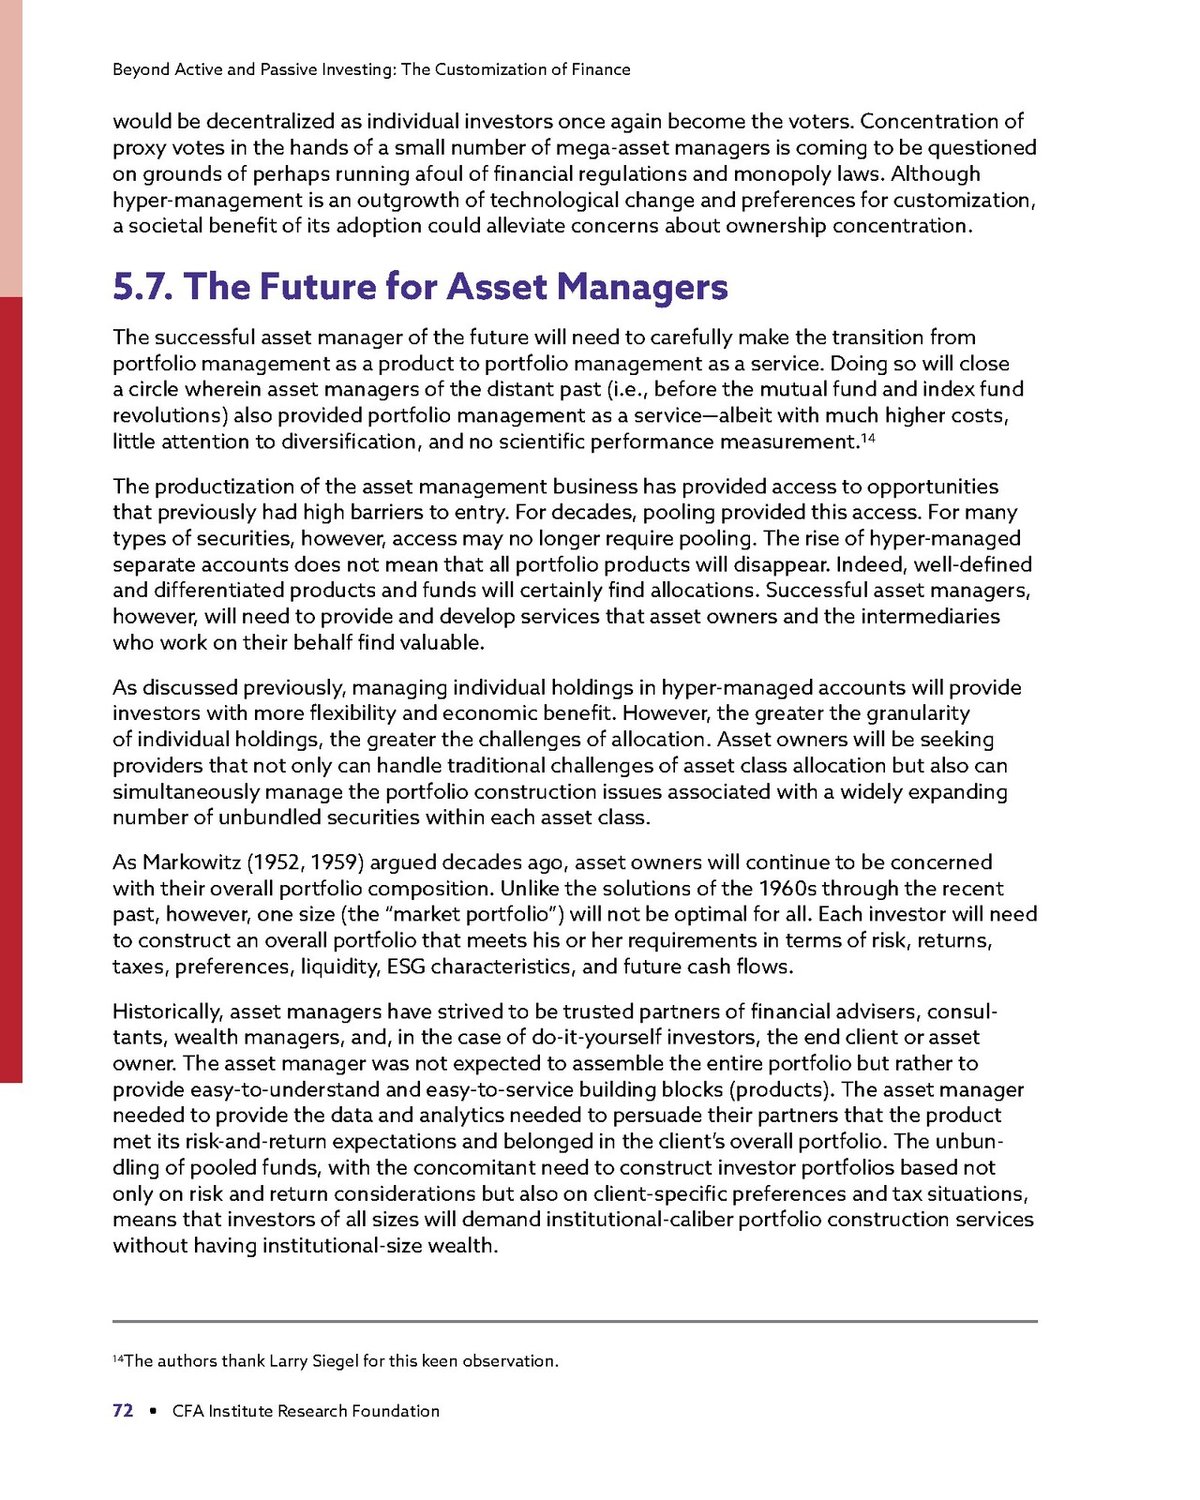 Beyond Active and Passive Investing: The Customization of Finance
would be decentralized as individual investors once again become the voters. Concentration of
proxy votes in the hands of a small number of mega-asset managers is coming to be questioned
on grounds of perhaps running afoul of financial regulations and monopoly laws. Although
hyper-management is an outgrowth of technological change and preferences for customization,
a societal benefit of its adoption could alleviate concerns about ownership concentration.
5.7. The Future for Asset Managers
The successful asset manager of the future will need to carefully make the transition from
portfolio management as a product to portfolio management as a service. Doing so will close
a circle wherein asset managers of the distant past (i.e., before the mutual fund and index fund
revolutions) also provided portfolio management as a service—albeit with much higher costs,
little attention to diversification, and no scientific performance measurement.14
The productization of the asset management business has provided access to opportunities
that previously had high barriers to entry. For decades, pooling provided this access. For many
types of securities, however, access may no longer require pooling. The rise of hyper-managed
separate accounts does not mean that all portfolio products will disappear. Indeed, well-defined
and differentiated products and funds will certainly find allocations. Successful asset managers,
however, will need to provide and develop services that asset owners and the intermediaries
who work on their behalf find valuable.
As discussed previously, managing individual holdings in hyper-managed accounts will provide
investors with more flexibility and economic benefit. However, the greater the granularity
of individual holdings, the greater the challenges of allocation. Asset owners will be seeking
providers that not only can handle traditional challenges of asset class allocation but also can
simultaneously manage the portfolio construction issues associated with a widely expanding
number of unbundled securities within each asset class.
As Markowitz (1952, 1959) argued decades ago, asset owners will continue to be concerned
with their overall portfolio composition. Unlike the solutions of the 1960s through the recent
past, however, one size (the “market portfolio”) will not be optimal for all. Each investor will need
to construct an overall portfolio that meets his or her requirements in terms of risk, returns,
taxes, preferences, liquidity, ESG characteristics, and future cash flows.
Historically, asset managers have strived to be trusted partners of financial advisers, consul-
tants, wealth managers, and, in the case of do-it-yourself investors, the end client or asset
owner. The asset manager was not expected to assemble the entire portfolio but rather to
provide easy-to-understand and easy-to-service building blocks (products). The asset manager
needed to provide the data and analytics needed to persuade their partners that the product
met its risk-and-return expectations and belonged in the client’s overall portfolio. The unbun-
dling of pooled funds, with the concomitant need to construct investor portfolios based not
only on risk and return considerations but also on client-specific preferences and tax situations,
means that investors of all sizes will demand institutional-caliber portfolio construction services
without having institutional-size wealth.
14The authors thank Larry Siegel for this keen observation.
72 • CFA Institute Research Foundation